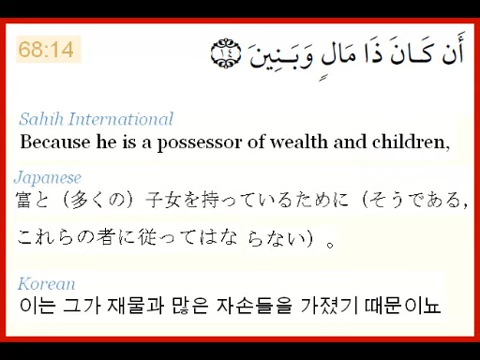 68:14
أَن كَانَ ذَا مَالٍ وَبَنِينَ ﴿١٤﴾
Sahih International
Because he is a possessor of wealth and children,
Japanese
富と（多くの）子女を持っているために（そうである,
これらの者に従ってはな らない）。
Korean
이는 그가 재물과 많은 자손들을 가졌기 때문이뇨